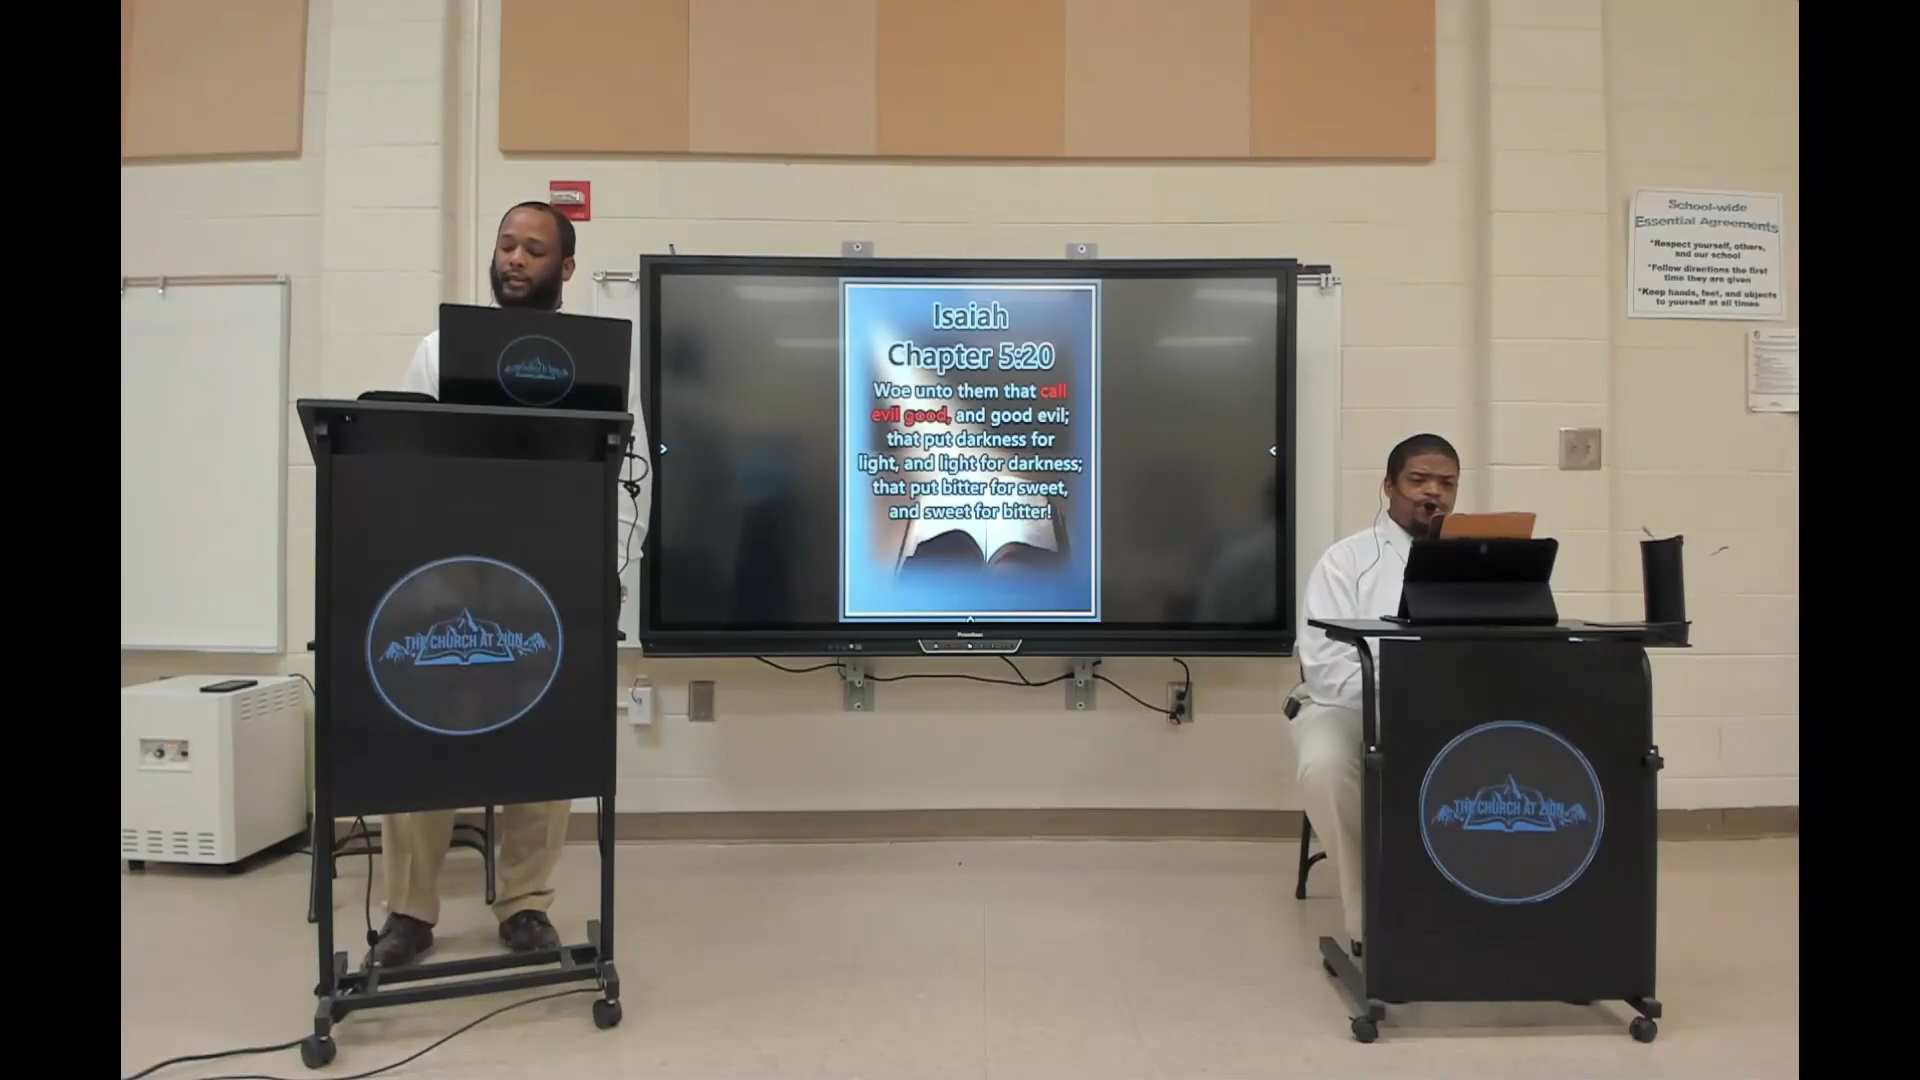 Isaiah
Chapter 5:20
Woe unto them that call
evil good, and good evil;
that put darkness for
light, and light for darkness;
that put bitter for sweet,
and sweet for bitter!
Promethean
School-wide
Essential Agreements
*Respect yourself, others,
and our school
*Follow directions the first
time they are given
*Keep hands, feet, and objects
to yourself at all times
THE CHURCH AT ZION
THE CHURCH AT ZION